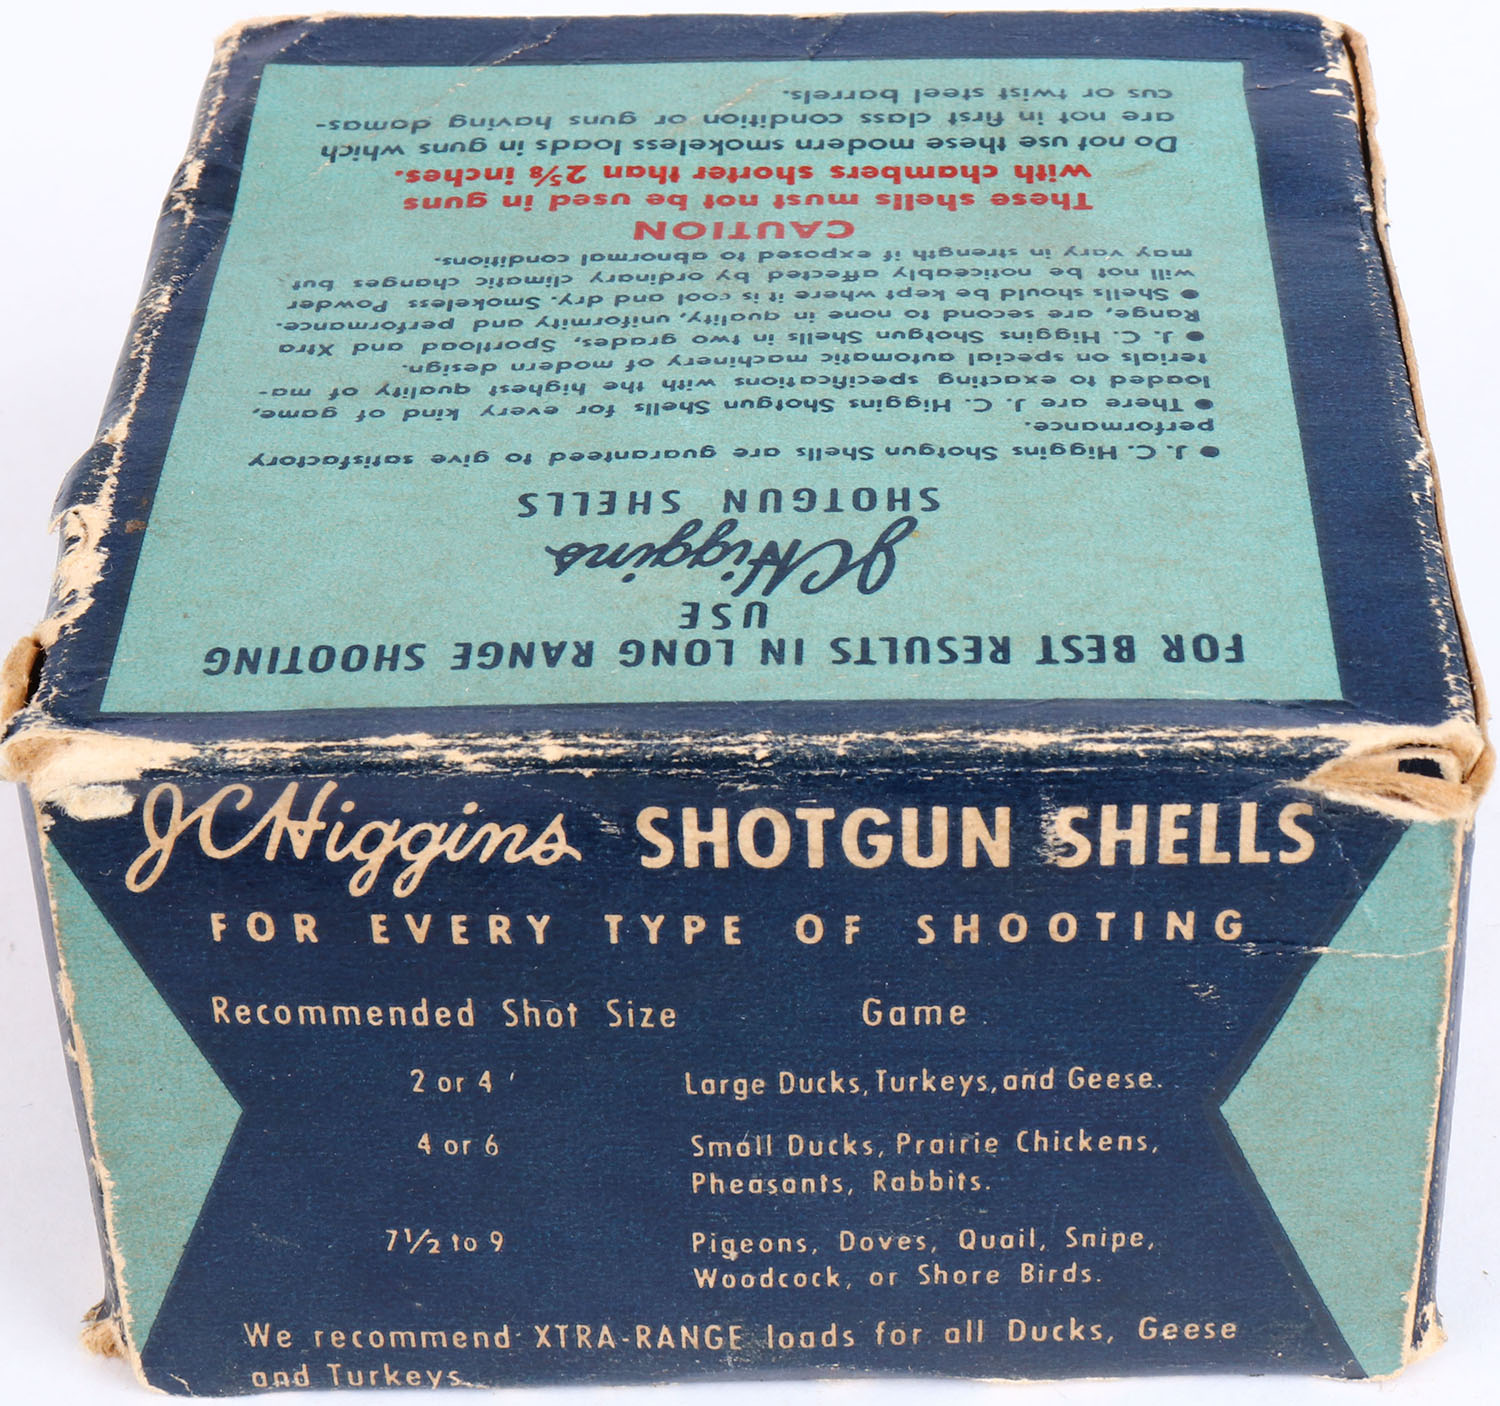 FOR BEST RESULTS IN LONG RANGE SHOOTING
USE
J C Higgins
SHOTGUN SHELLS
• J. C. Higgins Shotgun Shells are guaranteed to give satisfactory
performance.
• There are J. C. Higgins Shotgun Shells for every kind of game,
loaded to exacting specifications with the highest quality of ma-
terials on special automatic machinery of modern design.
• J. C. Higgins Shotgun Shells in two grades, Sportload and Xtra
Range, are second to none in quality, uniformity and performance.
• Shells should be kept where it is cool and dry. Smokeless Powder
will not be noticeably affected by ordinary climatic changes but
may vary in strength if exposed to abnormal conditions.
CAUTION
These shells must not be used in guns
with chambers shorter than 2⅝ inches.
Do not use these modern smokeless loads in guns which
are not in first class condition or guns having damas-
cus or twist steel barrels.
J C Higgins SHOTGUN SHELLS
FOR EVERY TYPE OF SHOOTING
Recommended Shot Size Game
2 or 4 Large Ducks, Turkeys, and Geese.
4 or 6 Small Ducks, Prairie Chickens,
Pheasants, Rabbits.
7½ to 9 Pigeons, Doves, Quail, Snipe,
Woodcock, or Shore Birds.
We recommend XTRA-RANGE loads for all Ducks, Geese
and Turkeys